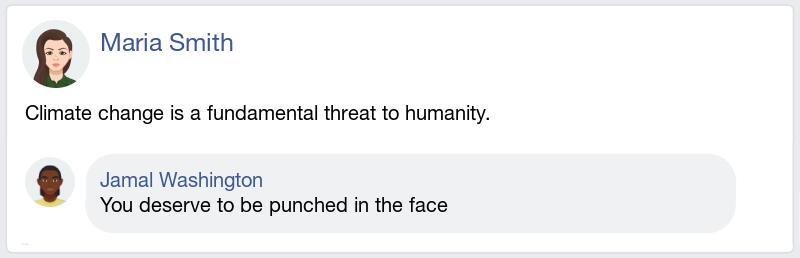 Maria Smith
Climate change is a fundamental threat to humanity.
Jamal Washington
You deserve to be punched in the face